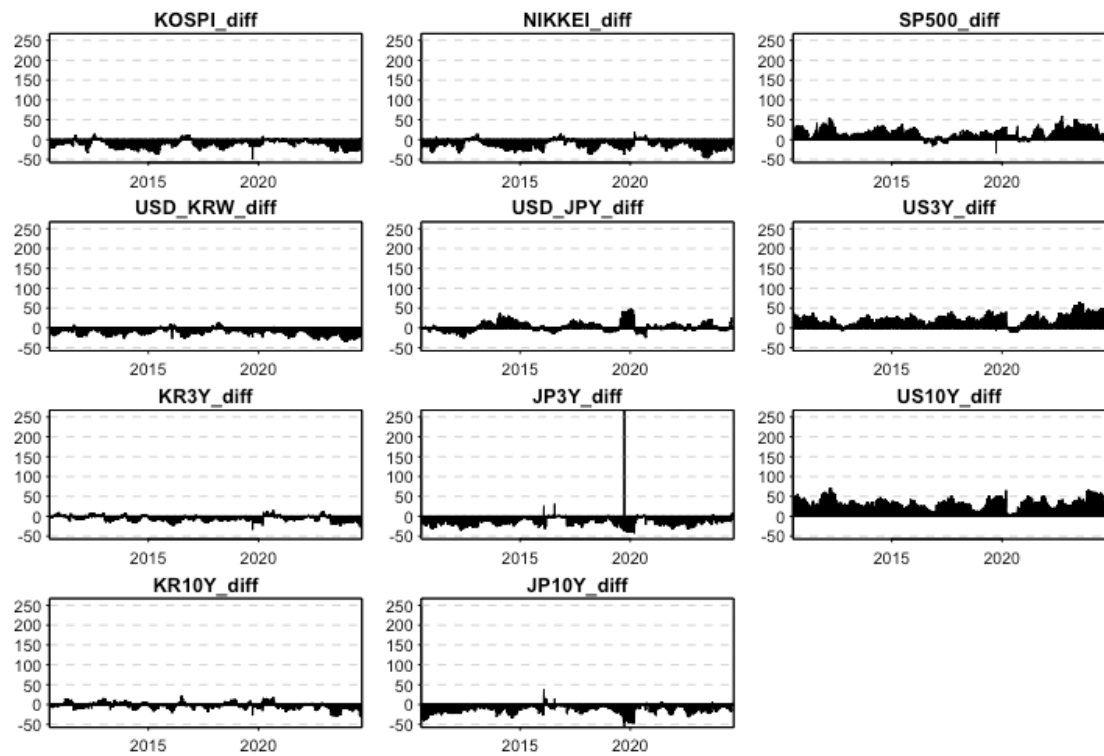 KOSPI_diff NIKKEI_diff SP500_diff
250 250 250
200 200 200
150 150 150
100 100 100
50 50 50
0 0 0
-50 -50 -50
2015 2020 2015 2020 2015 2020
USD_KRW_diff USD_JPY_diff US3Y_diff
250 250 250
200 200 200
150 150 150
100 100 100
50 50 50
0 0 0
-50 -50 -50
2015 2020 2015 2020 2015 2020
KR3Y_diff JP3Y_diff US10Y_diff
250 250 250
200 200 200
150 150 150
100 100 100
50 50 50
0 0 0
-50 -50 -50
2015 2020 2015 2020 2015 2020
KR10Y_diff JP10Y_diff
250 250
200 200
150 150
100 100
50 50
0 0
-50 -50
2015 2020 2015 2020